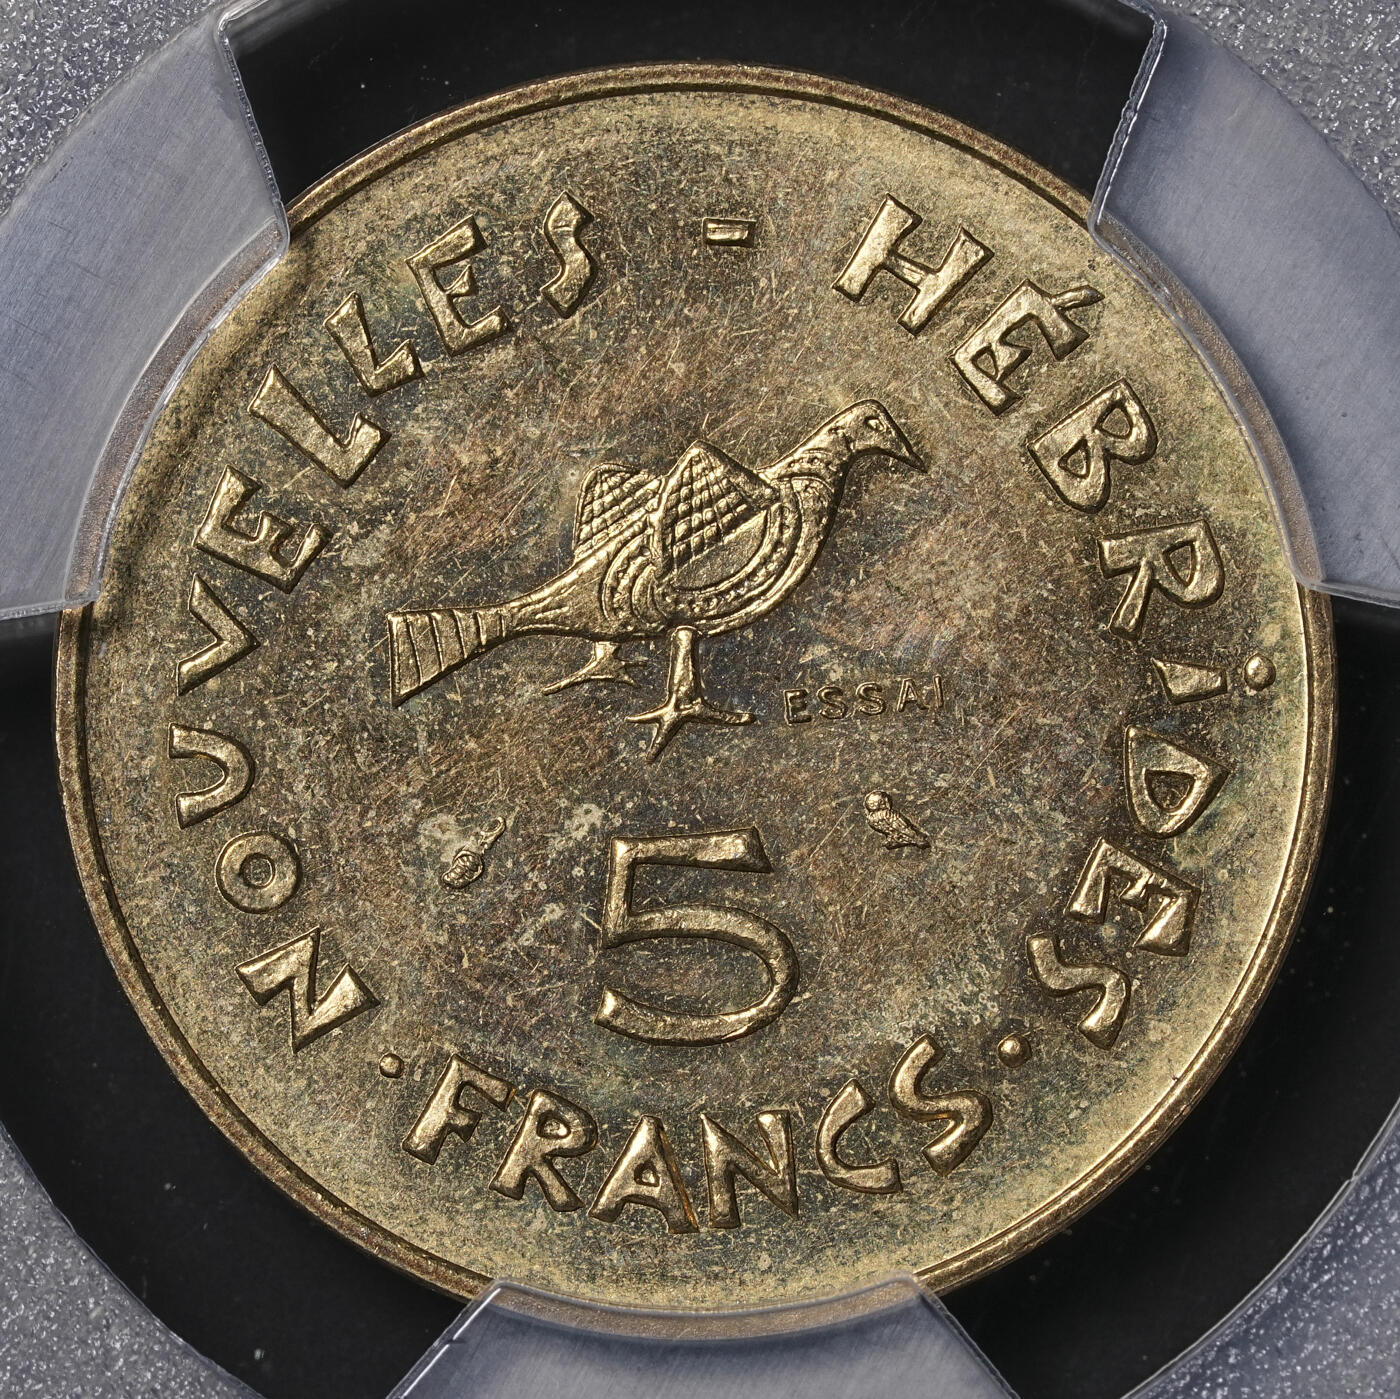 NOUVELLES - HÉBRIDES
ESSAI
5
· FRANCS ·